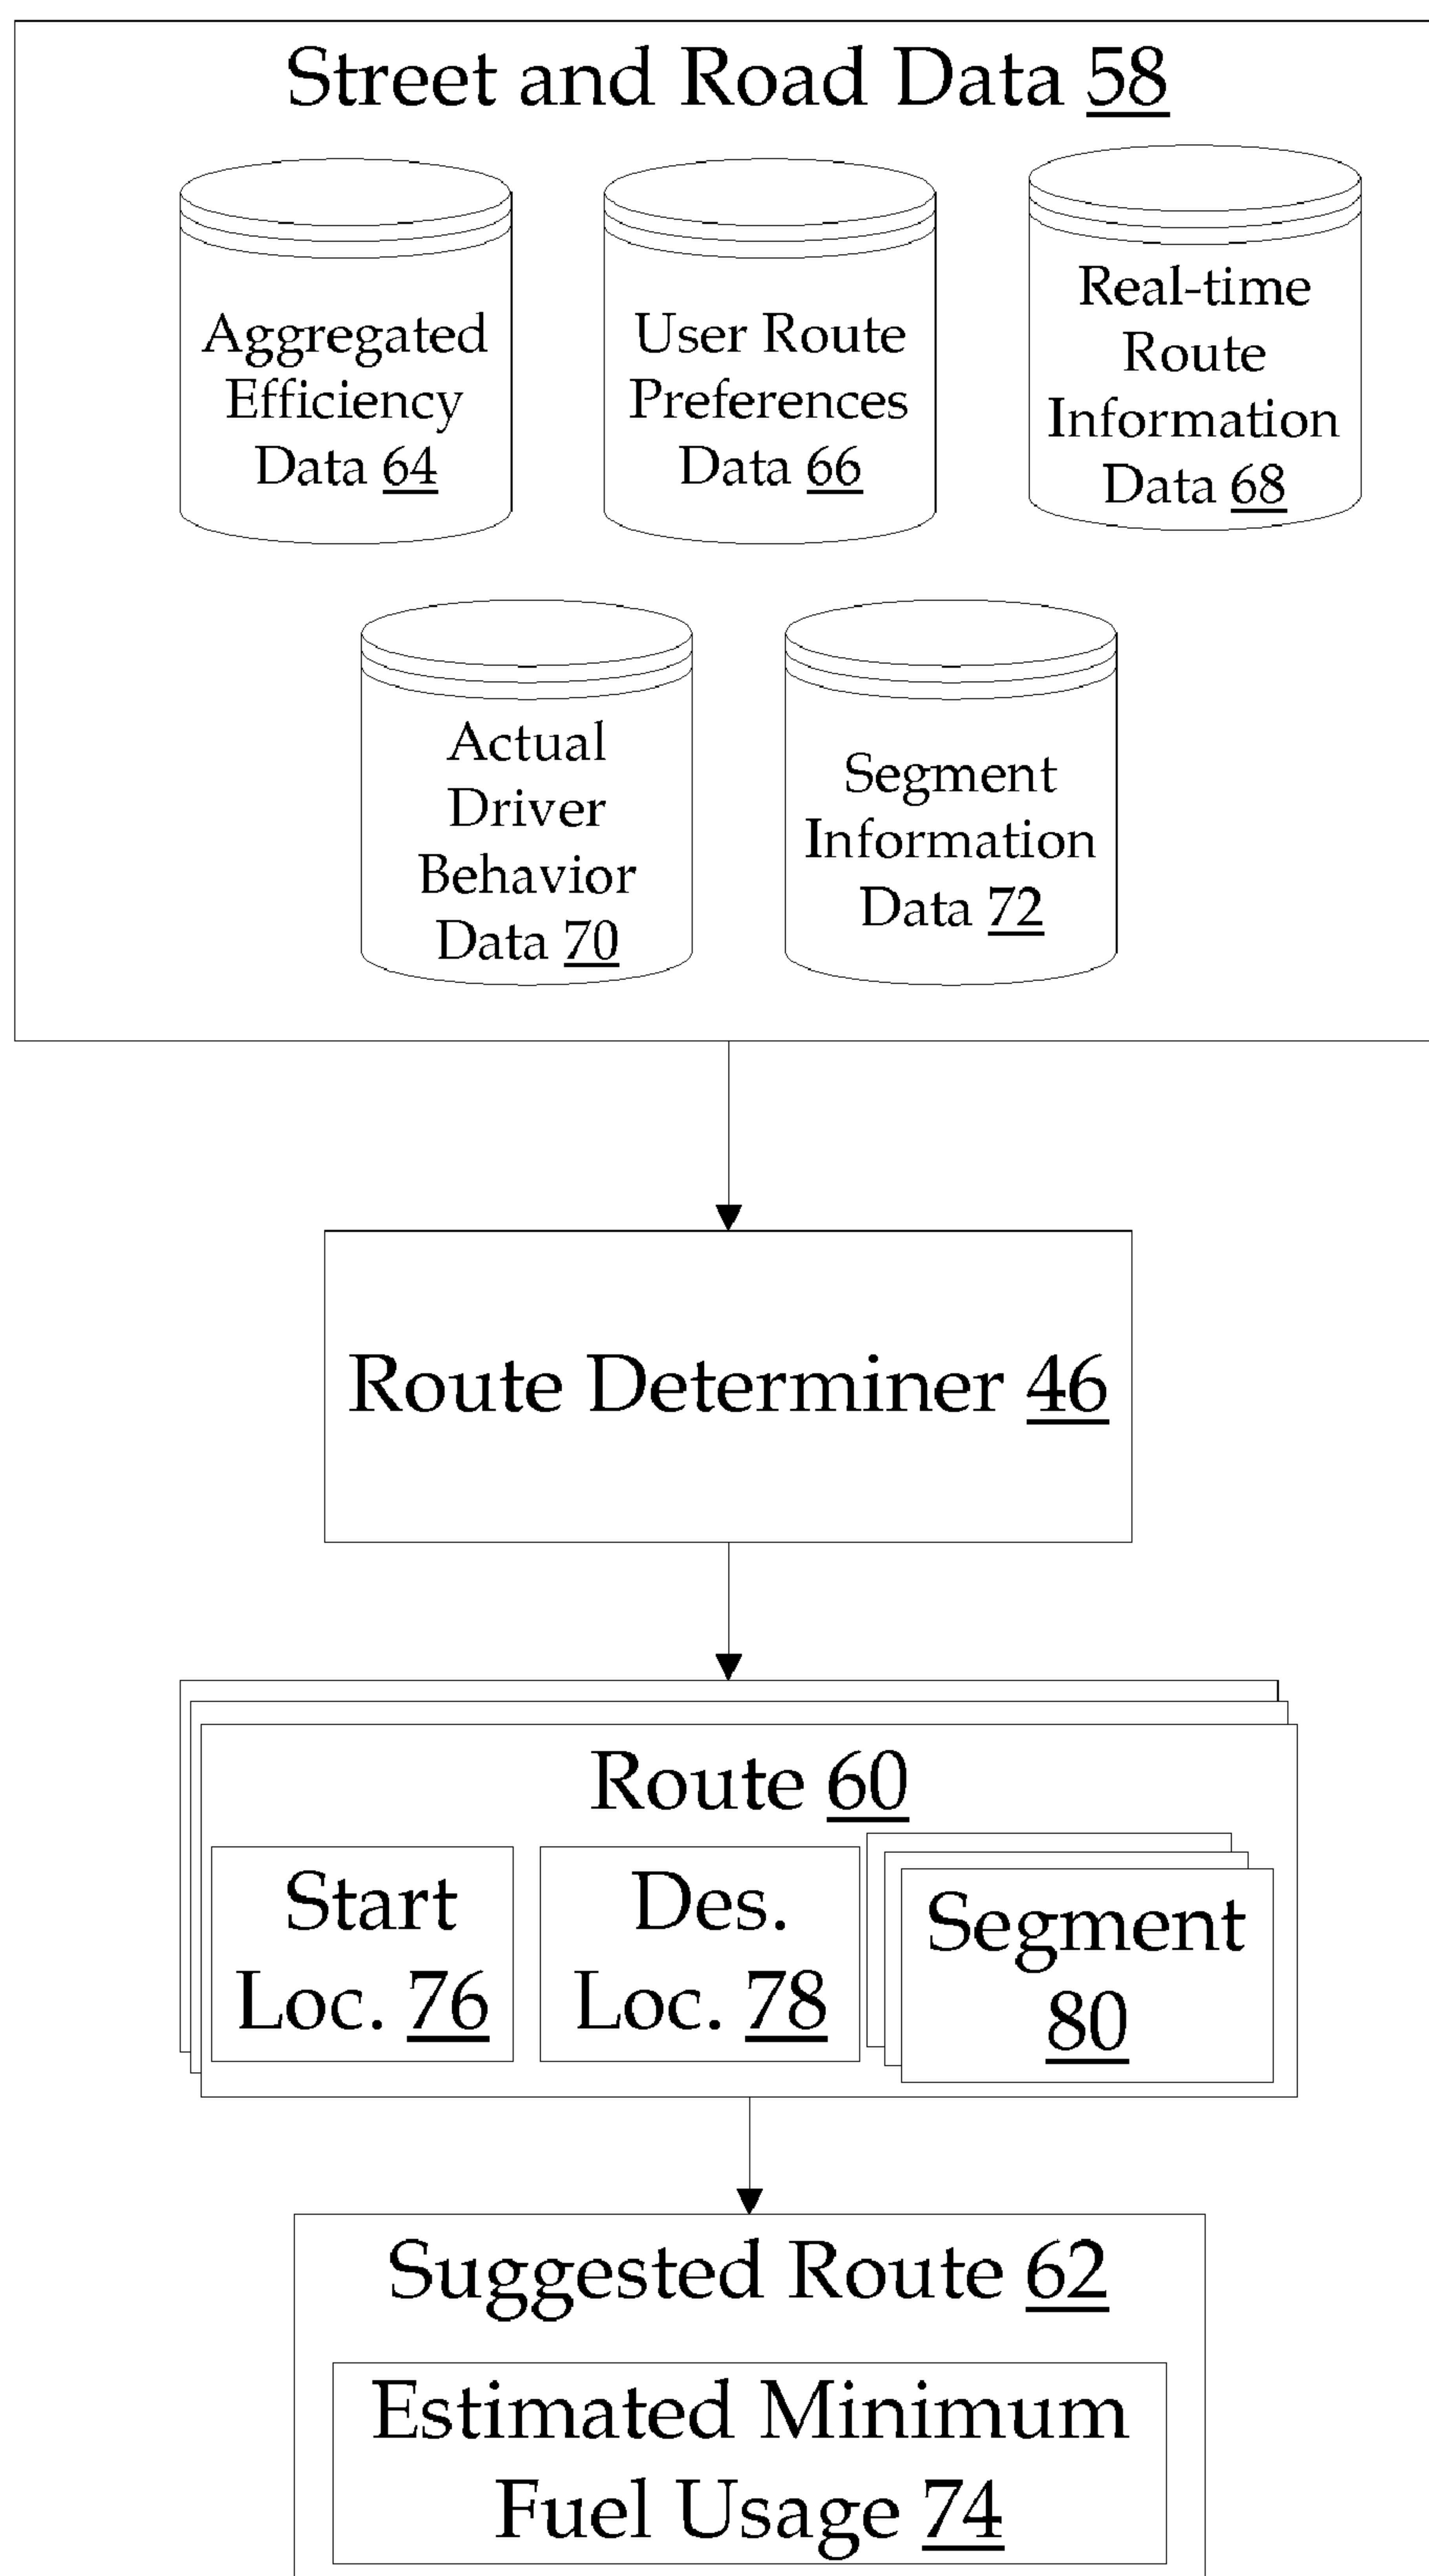 Street and Road Data 58
Aggregated
Efficiency
Data 64
User Route
Preferences
Data 66
Real-time
Route
Information
Data 68
Actual
Driver
Behavior
Data 70
Segment
Information
Data 72
Route Determiner 46
Route 60
Start
Loc. 76
Des.
Loc. 78
Segment
80
Suggested Route 62
Estimated Minimum
Fuel Usage 74